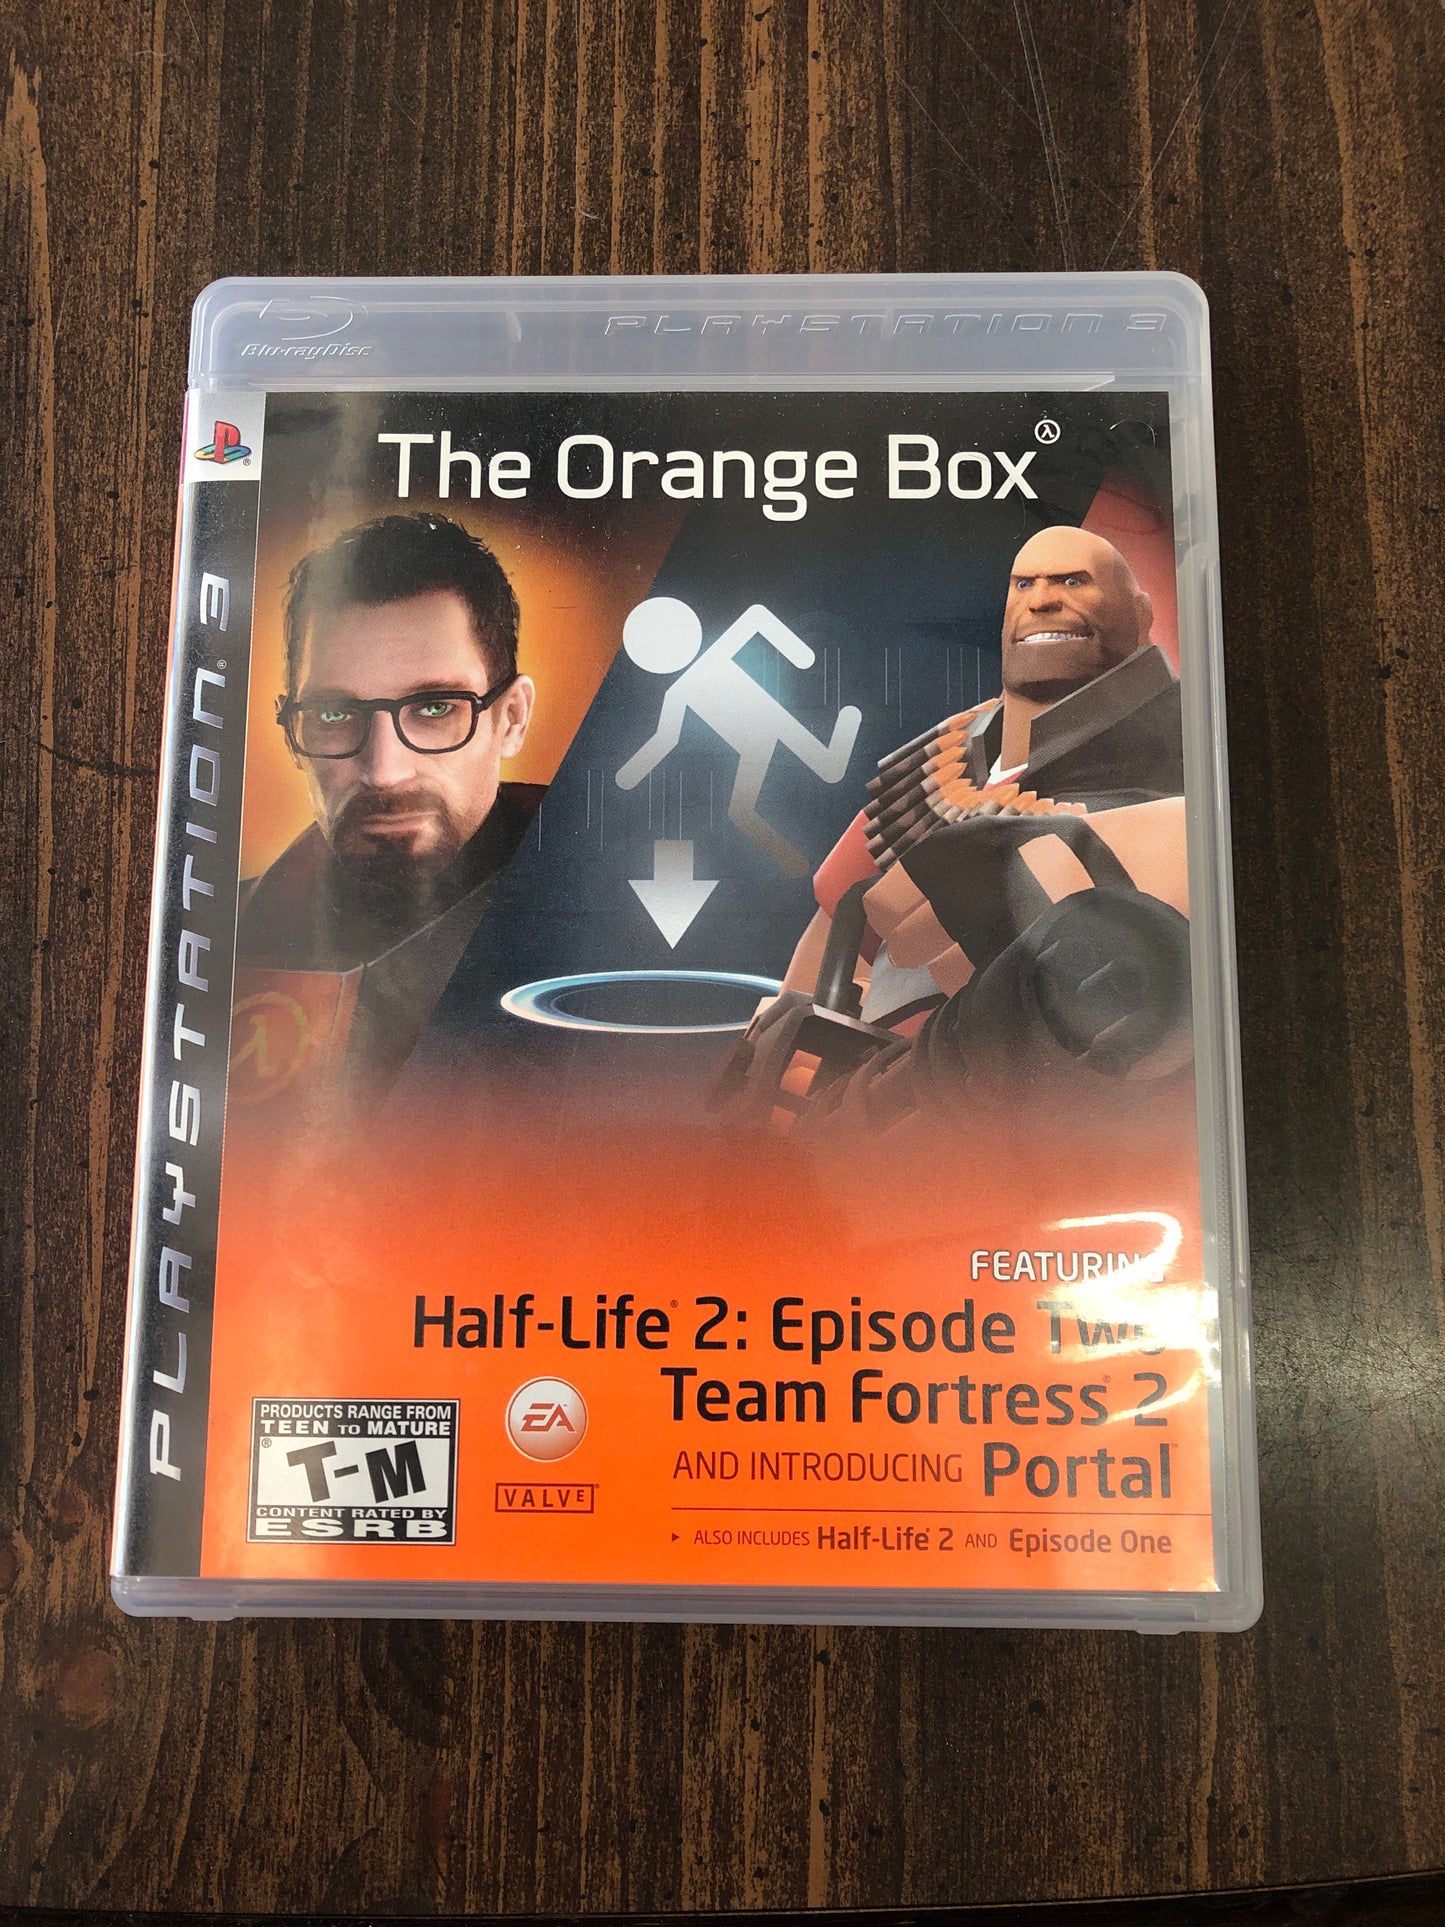 Blu-ray Disc
PLAYSTATION 3
PLAYSTATION®3
The Orange Box
FEATURING
Half-Life® 2: Episode Two
Team Fortress® 2
AND INTRODUCING Portal™
▸ ALSO INCLUDES Half-Life® 2 AND Episode One
PRODUCTS RANGE FROM
TEEN TO MATURE
®
T-M
CONTENT RATED BY
ESRB
EA
VALVE®